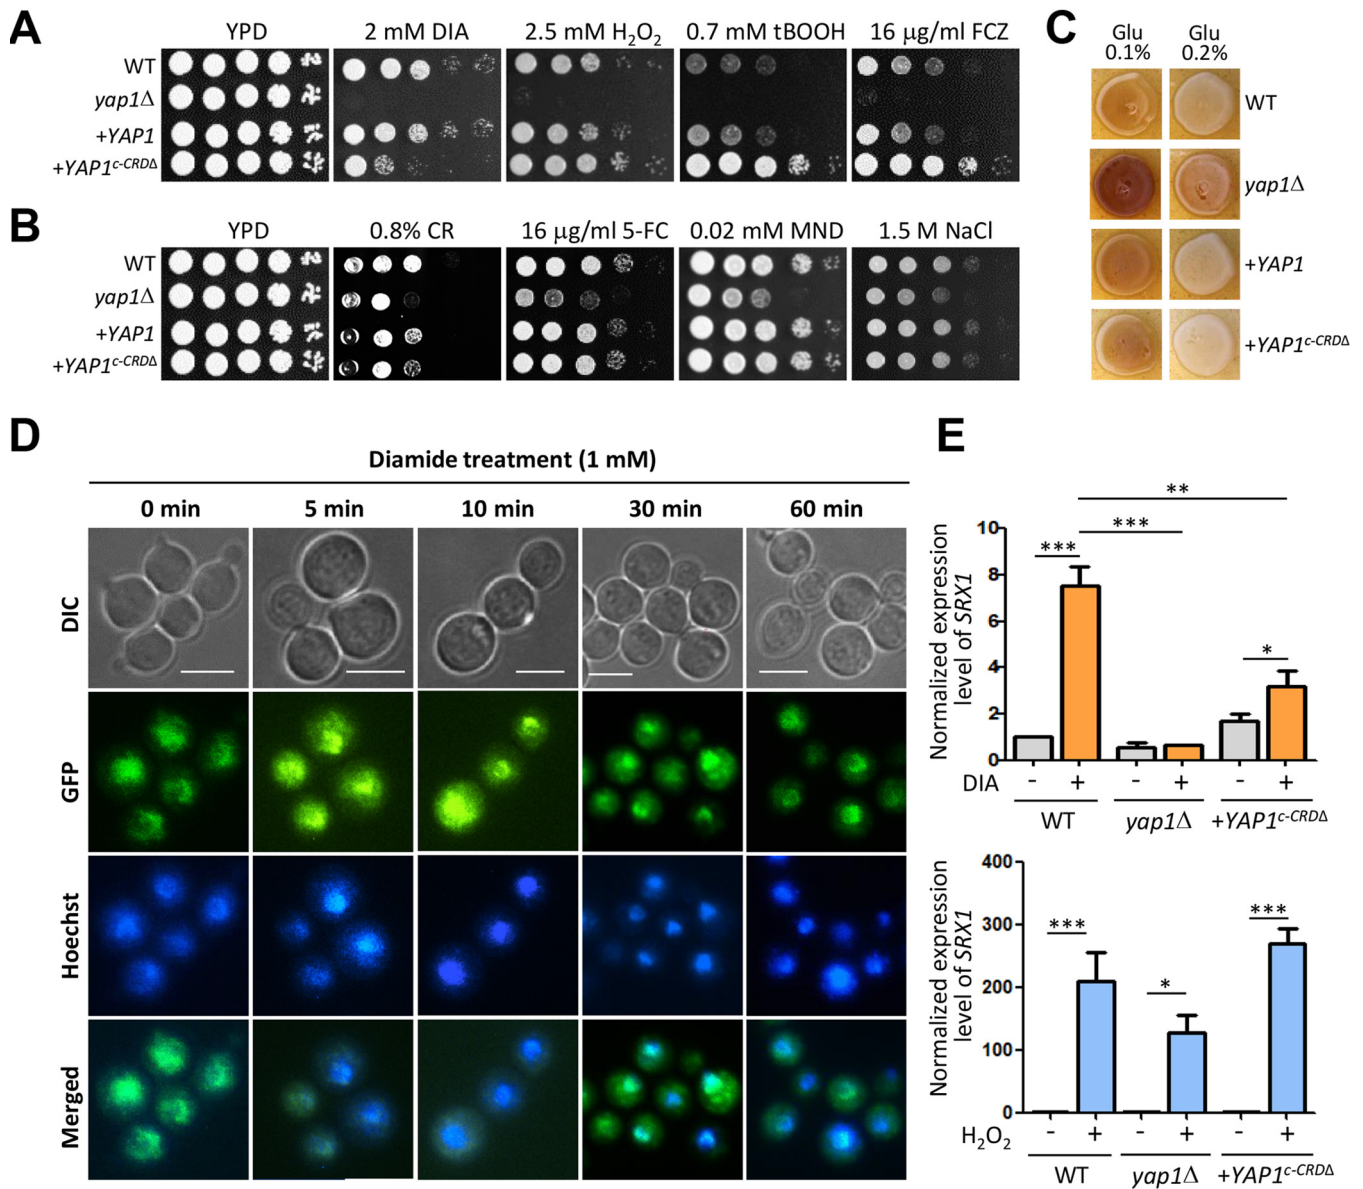 A
YPD
2 mM DIA
2.5 mM H₂O₂
0.7 mM tBOOH
16 µg/ml FCZ
WT
yap1Δ
+YAP1
+YAP1c-CRDΔ
B
YPD
0.8% CR
16 µg/ml 5-FC
0.02 mM MND
1.5 M NaCl
WT
yap1Δ
+YAP1
+YAP1c-CRDΔ
C
Glu 0.1%
Glu 0.2%
WT
yap1Δ
+YAP1
+YAP1c-CRDΔ
D
Diamide treatment (1 mM)
0 min
5 min
10 min
30 min
60 min
DIC
GFP
Hoechst
Merged
E
Normalized expression
level of SRX1
10
8
6
4
2
0
***
***
**
*
DIA
-
+
-
+
-
+
WT
yap1Δ
+YAP1c-CRDΔ
Normalized expression
level of SRX1
400
300
200
100
0
***
*
***
H₂O₂
-
+
-
+
-
+
WT
yap1Δ
+YAP1c-CRDΔ